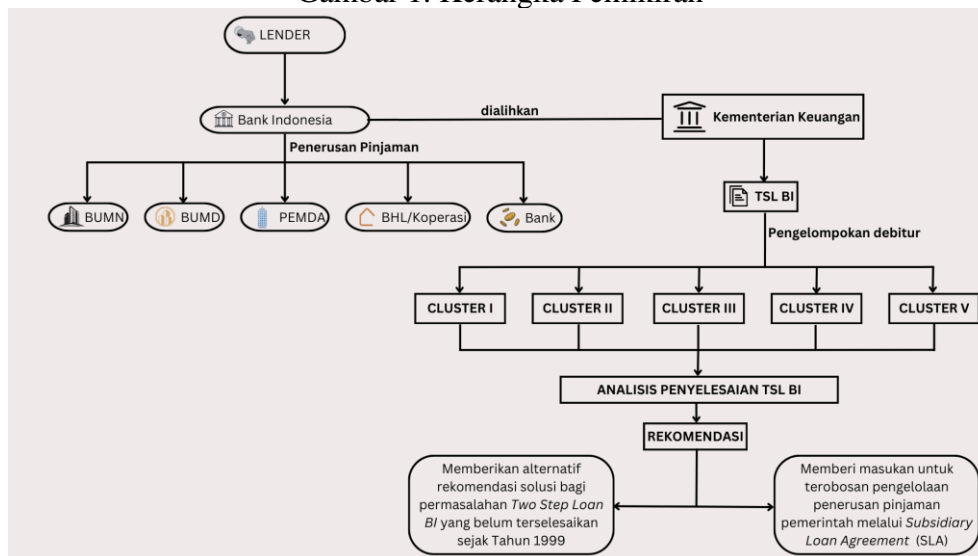 Gambar 1. Kerangka Pemikiran
LENDER
Bank Indonesia
dialihkan
Kementerian Keuangan
Penerusan Pinjaman
BUMN
BUMD
PEMDA
BHL/Koperasi
Bank
TSL BI
Pengelompokan debitur
CLUSTER I
CLUSTER II
CLUSTER III
CLUSTER IV
CLUSTER V
ANALISIS PENYELESAIAN TSL BI
REKOMENDASI
Memberikan alternatif
rekomendasi solusi bagi
permasalahan Two Step Loan
BI yang belum terselesaikan
sejak Tahun 1999
Memberi masukan untuk
terobosan pengelolaan
penerusan pinjaman
pemerintah melalui Subsidiary
Loan Agreement (SLA)